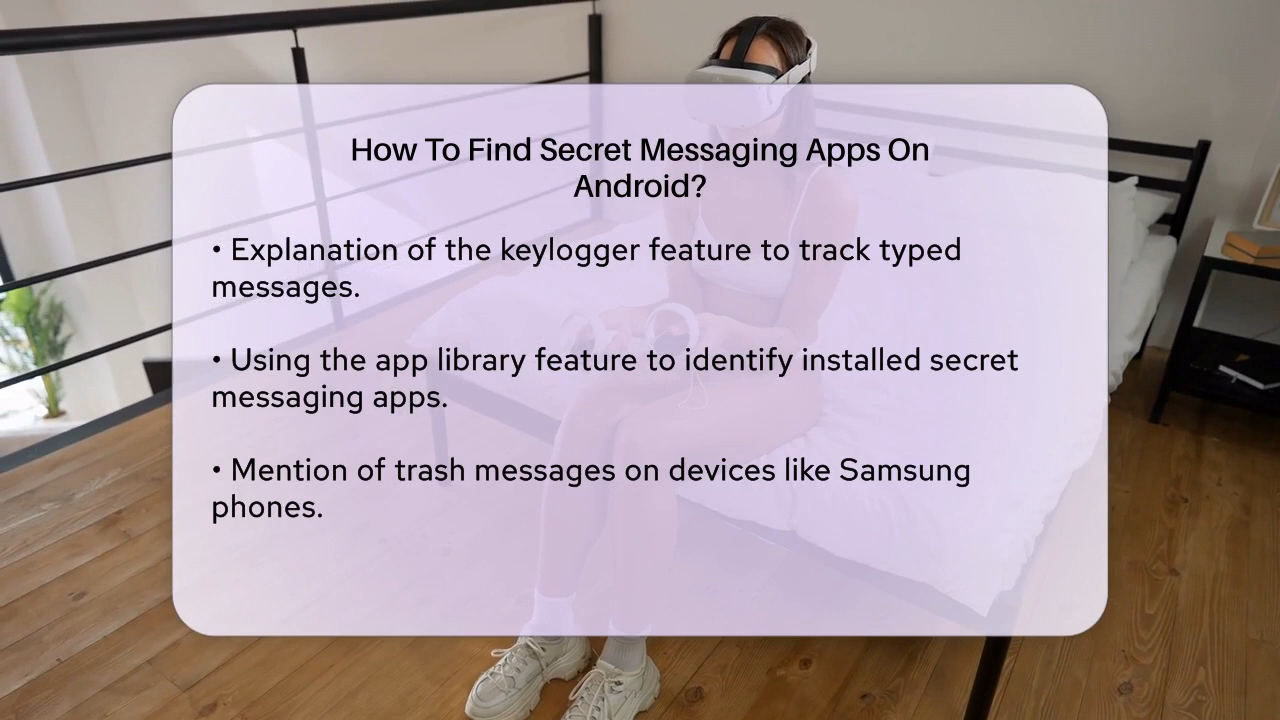 How To Find Secret Messaging Apps On
Android?
• Explanation of the keylogger feature to track typed
messages.
• Using the app library feature to identify installed secret
messaging apps.
• Mention of trash messages on devices like Samsung
phones.